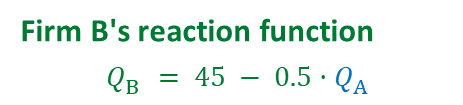 Firm B's reaction function
Q_B = 45 − 0.5 · Q_A